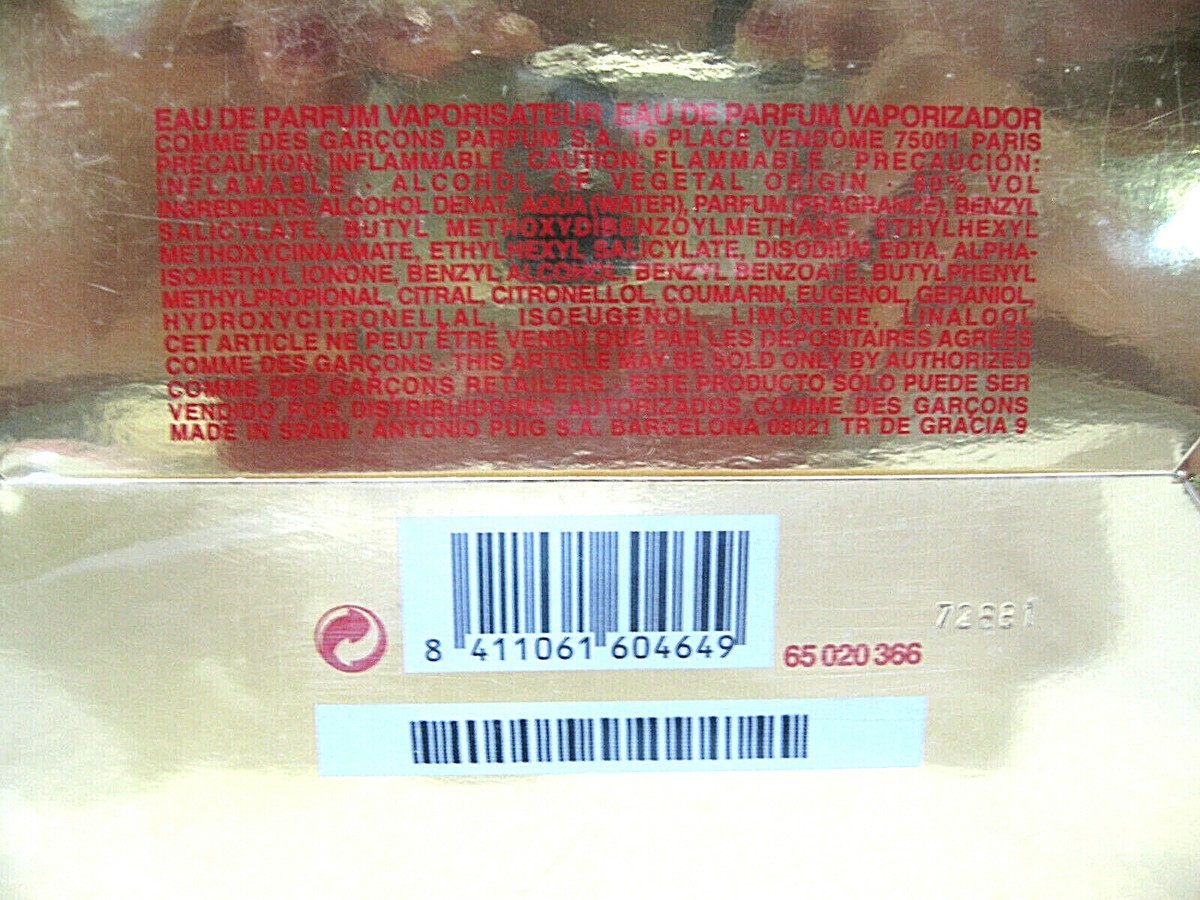 EAU DE PARFUM VAPORISATEUR EAU DE PARFUM VAPORIZADOR
COMME DES GARÇONS PARFUM S.A. 16 PLACE VENDÔME 75001 PARIS
PRECAUTION: INFLAMMABLE · CAUTION: FLAMMABLE · PRECAUCIÓN:
INFLAMABLE · ALCOHOL OF VEGETAL ORIGIN · % VOL
INGREDIENTS: ALCOHOL DENAT, AQUA (WATER), PARFUM (FRAGRANCE), BENZYL
SALICYLATE, BUTYL METHOXYDIBENZOYLMETHANE, ETHYLHEXYL
METHOXYCINNAMATE, ETHYLHEXYL SALICYLATE, DISODIUM EDTA, ALPHA-
ISOMETHYL IONONE, BENZYL ALCOHOL, BENZYL BENZOATE, BUTYLPHENYL
METHYLPROPIONAL, CITRAL, CITRONELLOL, COUMARIN, EUGENOL, GERANIOL,
HYDROXYCITRONELLAL, ISOEUGENOL, LIMONENE, LINALOOL
CET ARTICLE NE PEUT ÊTRE VENDU QUE PAR LES DÉPOSITAIRES AGRÉÉS
COMME DES GARÇONS · THIS ARTICLE MAY BE SOLD ONLY BY AUTHORIZED
COMME DES GARÇONS RETAILERS · ESTE PRODUCTO SÓLO PUEDE SER
VENDIDO POR DISTRIBUIDORES AUTORIZADOS COMME DES GARÇONS
MADE IN SPAIN · ANTONIO PUIG S.A. BARCELONA 08021 TR DE GRACIA 9
8 411061 604649
65 020 366